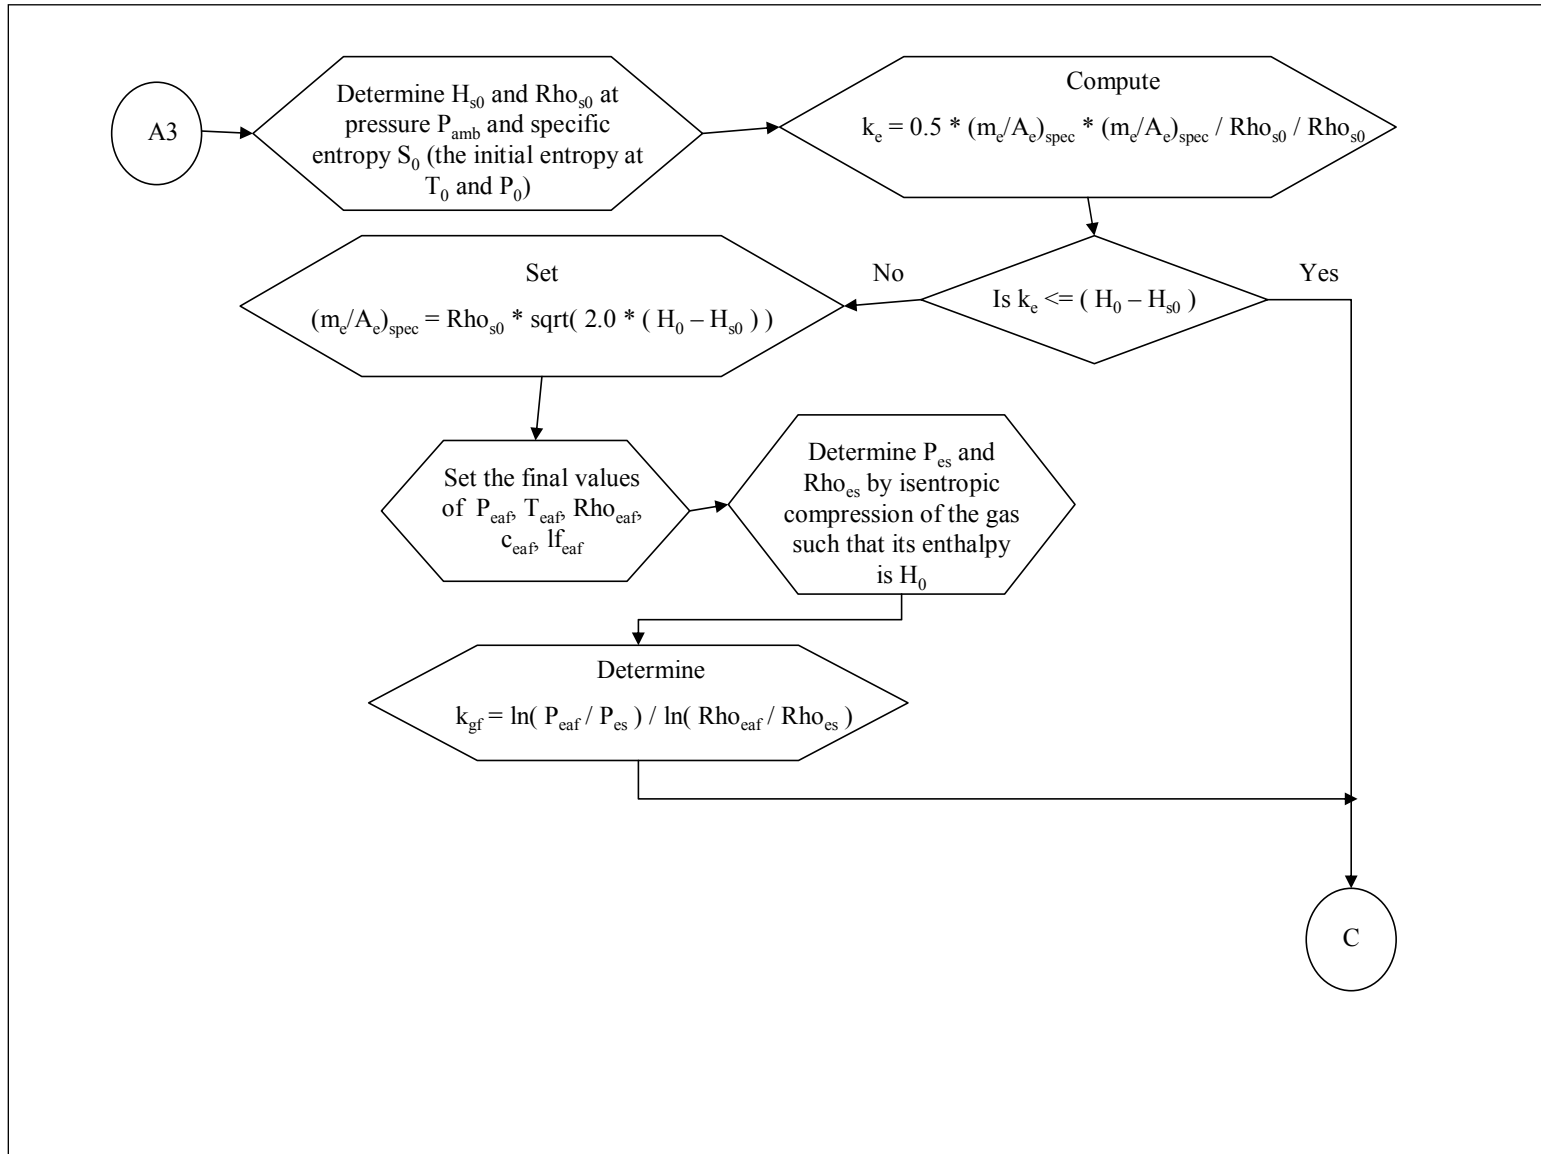 A3
Determine H_s0 and Rho_s0 at
pressure P_amb and specific
entropy S_0 (the initial entropy at
T_0 and P_0)
Compute
k_e = 0.5 * (m_e/A_e)_spec * (m_e/A_e)_spec / Rho_s0 / Rho_s0
Is k_e <= ( H_0 – H_s0 )
No
Yes
Set
(m_e/A_e)_spec = Rho_s0 * sqrt( 2.0 * ( H_0 – H_s0 ) )
Set the final values
of P_eaf, T_eaf, Rho_eaf,
c_eaf, lf_eaf
Determine P_es and
Rho_es by isentropic
compression of the gas
such that its enthalpy
is H_0
Determine
k_gf = ln( P_eaf / P_es ) / ln( Rho_eaf / Rho_es )
C